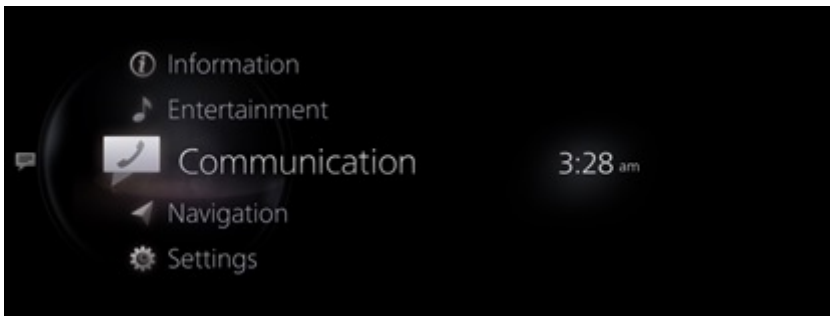 Information
Entertainment
Communication
3:28 am
Navigation
Settings